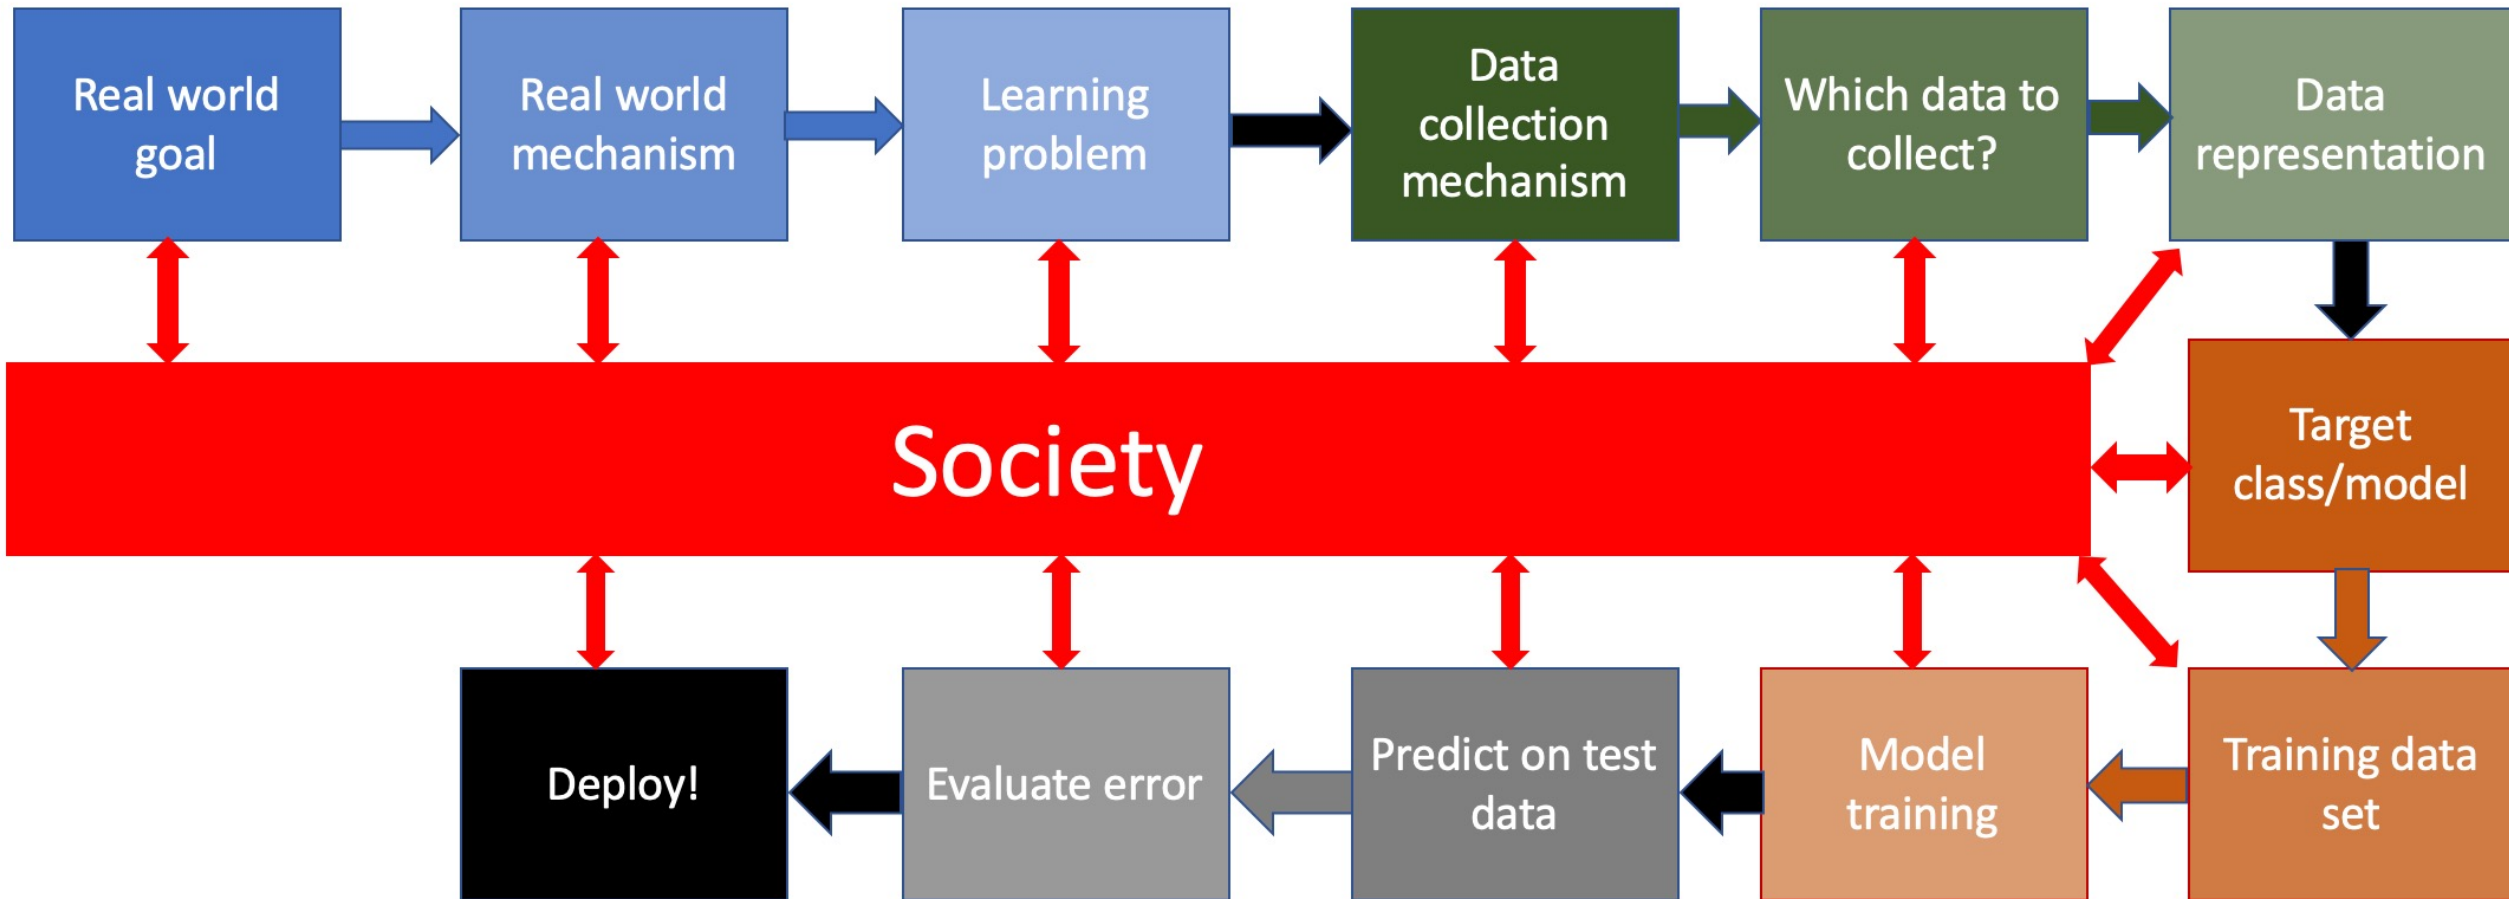 Real world
goal
Real world
mechanism
Learning
problem
Data
collection
mechanism
Which data to
collect?
Data
representation
Society
Target
class/model
Deploy!
Evaluate error
Predict on test
data
Model
training
Training data
set